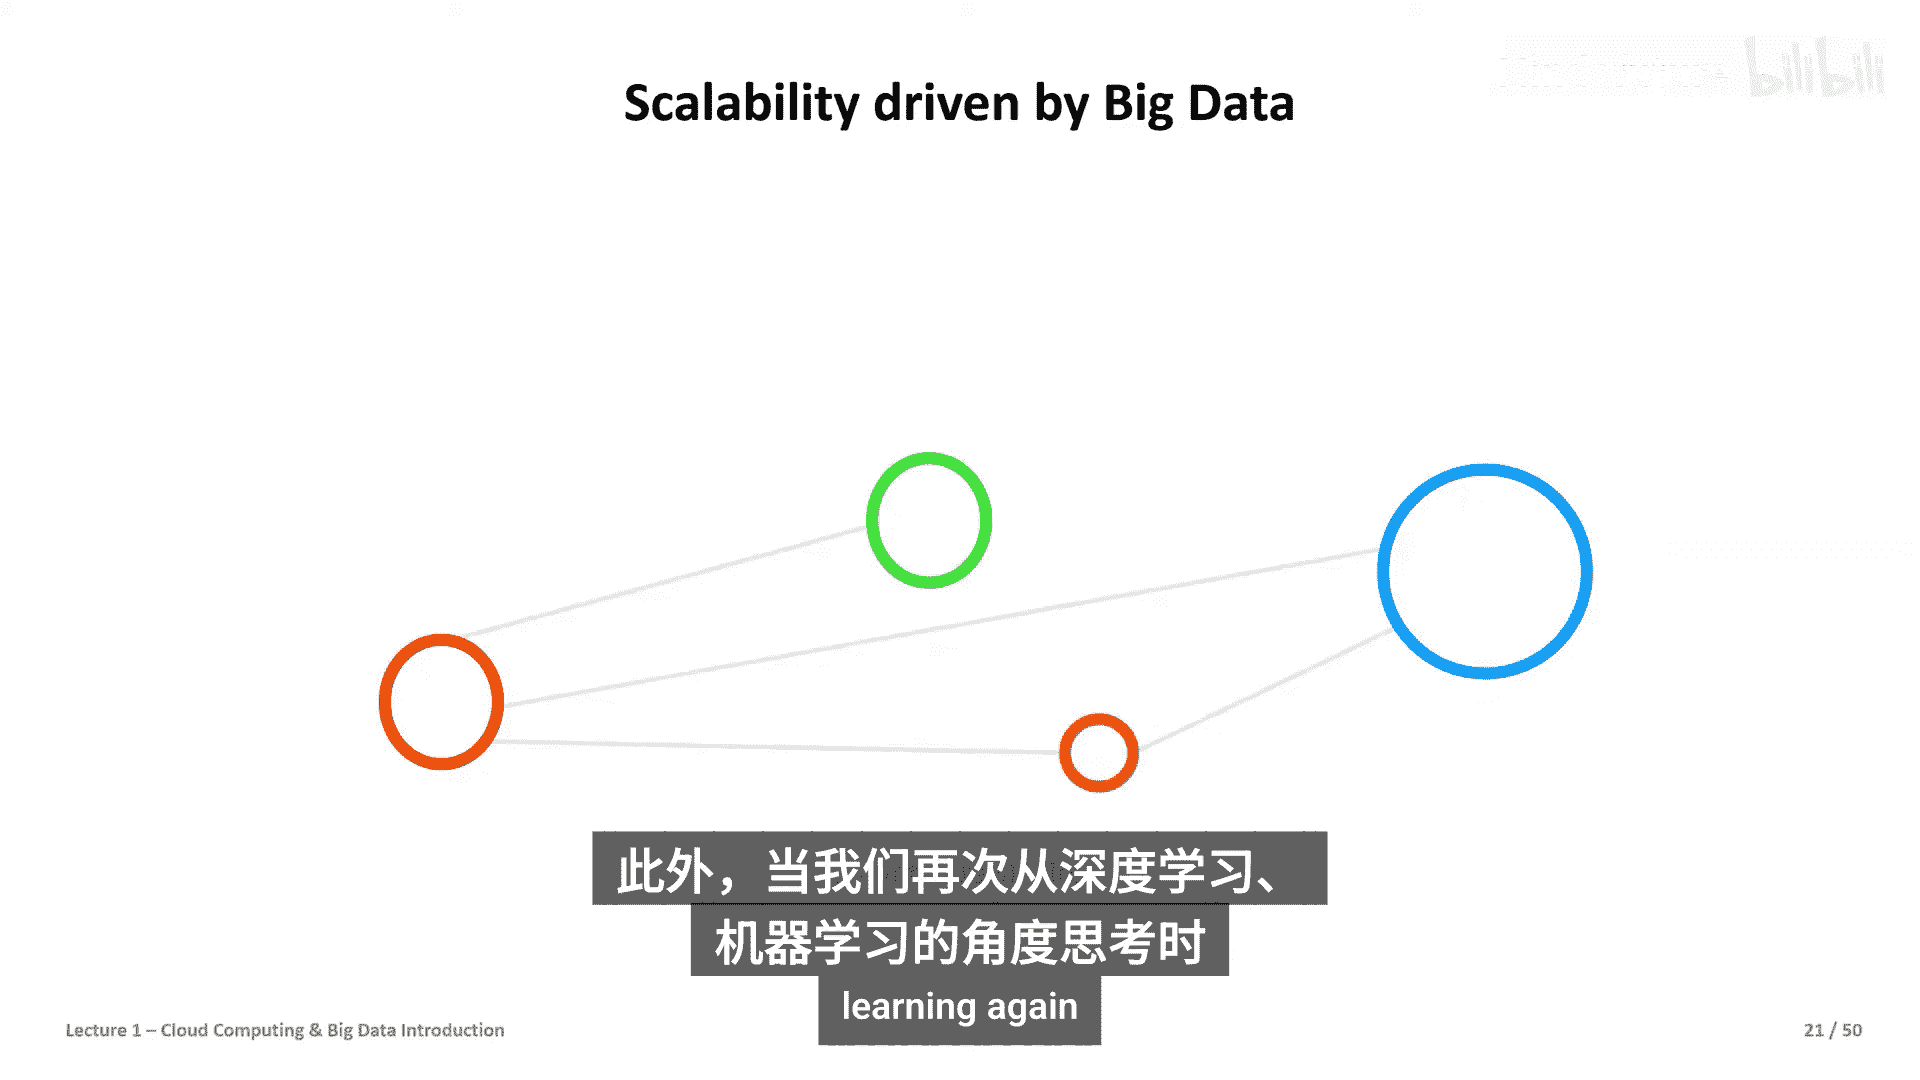 bilibili
Scalability driven by Big Data
此外，当我们再次从深度学习、
机器学习的角度思考时
learning again
Lecture 1 – Cloud Computing & Big Data Introduction
21 / 50